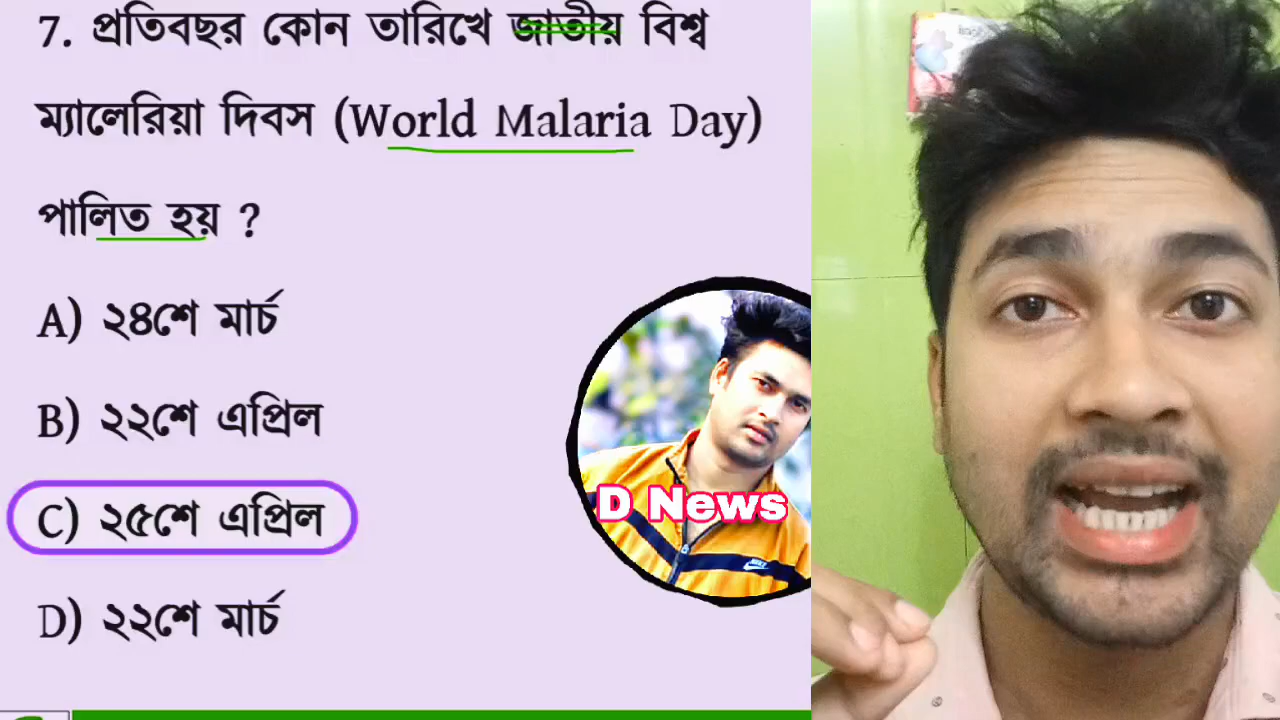 7. প্রতিবছর কোন তারিখে জাতীয় বিশ্ব
ম্যালেরিয়া দিবস (World Malaria Day)
পালিত হয় ?
A) ২৪শে মার্চ
B) ২২শে এপ্রিল
C) ২৫শে এপ্রিল
D) ২২শে মার্চ
D News